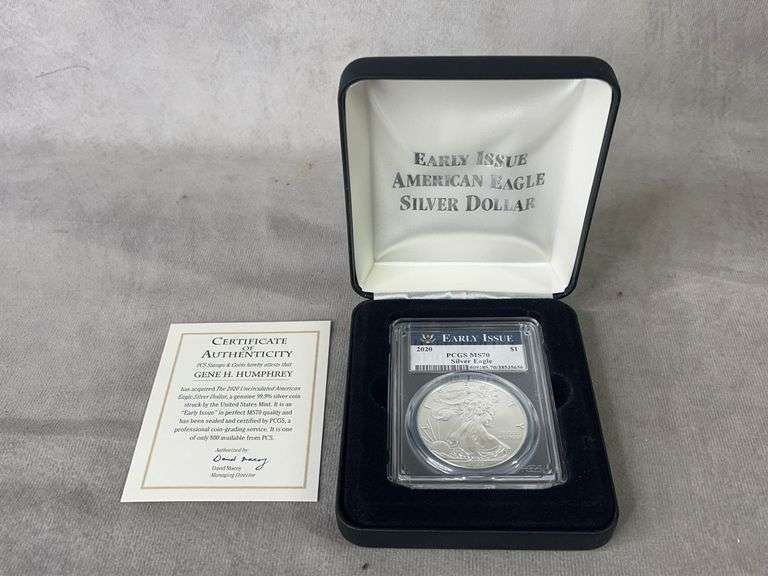 EARLY ISSUE
AMERICAN EAGLE
SILVER DOLLAR
CERTIFICATE
OF
AUTHENTICITY
PCS Stamps & Coins hereby attests that
GENE H. HUMPHREY
has acquired The 2020 Uncirculated American
Eagle Silver Dollar, a genuine 99.9% silver coin
struck by the United States Mint. It is an
"Early Issue" in perfect MS70 quality and
has been sealed and certified by PCGS, a
professional coin-grading service. It is one
of only 800 available from PCS.
Authorized by:
David Macoy
David Macoy
Managing Director
EARLY ISSUE
2020 PCGS MS70 $1
Silver Eagle